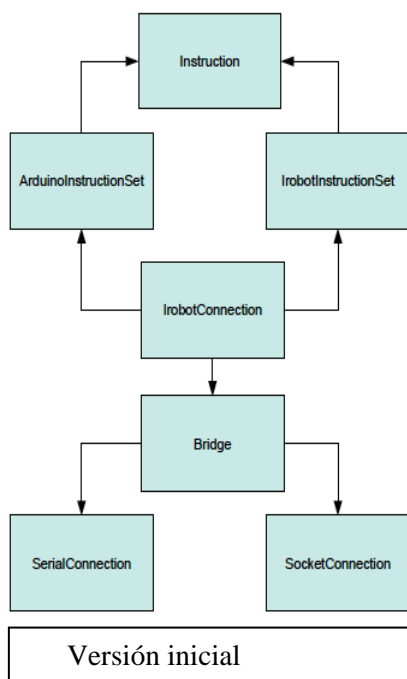 Instruction
ArduinoInstructionSet
IrobotInstructionSet
IrobotConnection
Bridge
SerialConnection
SocketConnection
Versión inicial